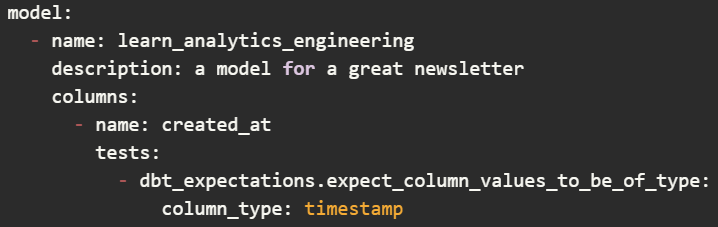 model:
  - name: learn_analytics_engineering
    description: a model for a great newsletter
    columns:
      - name: created_at
        tests:
          - dbt_expectations.expect_column_values_to_be_of_type:
              column_type: timestamp